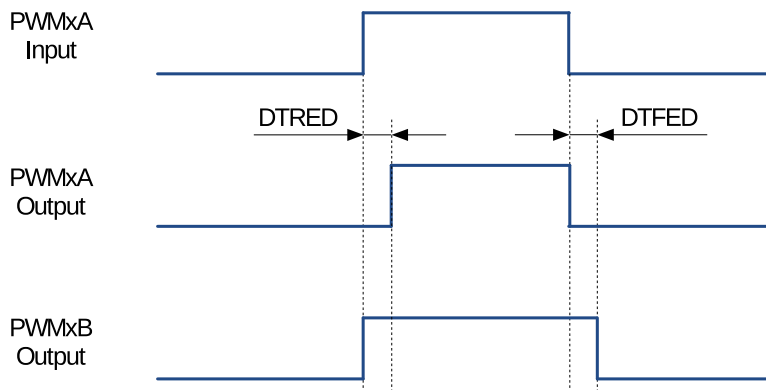 PWMxA
Input
DTRED
DTFED
PWMxA
Output
PWMxB
Output